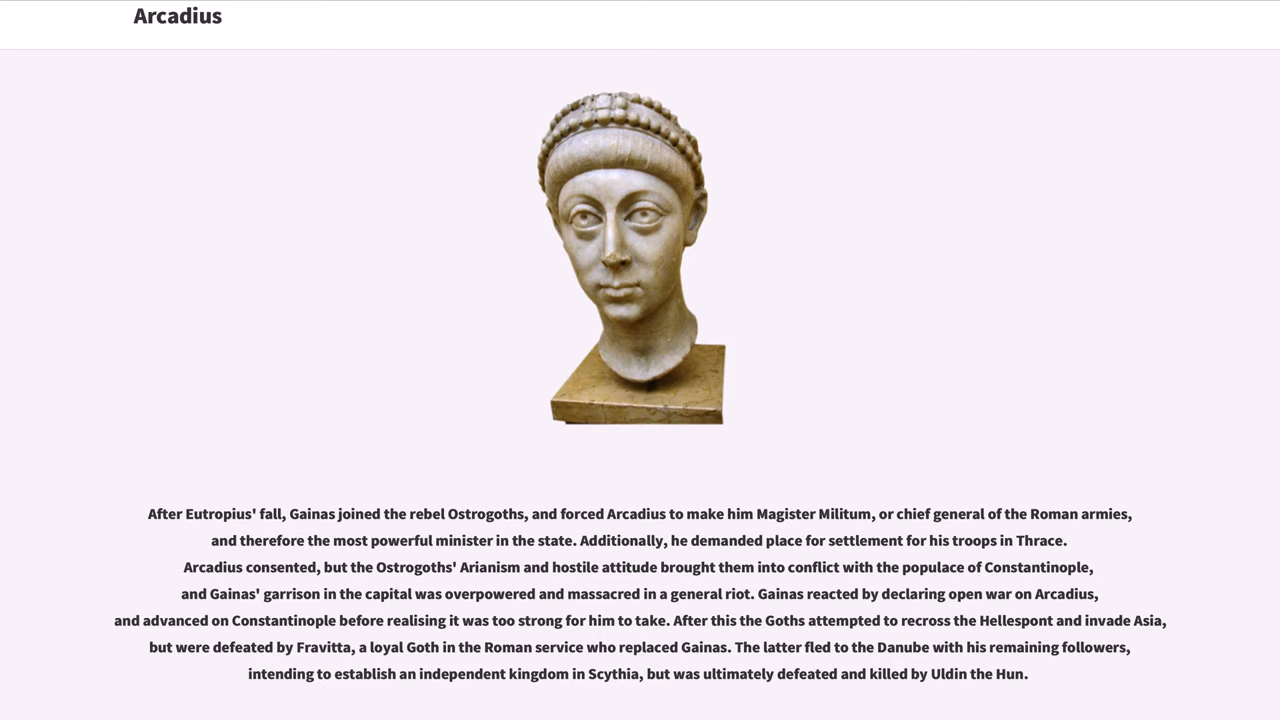 Arcadius
After Eutropius' fall, Gainas joined the rebel Ostrogoths, and forced Arcadius to make him Magister Militum, or chief general of the Roman armies,
and therefore the most powerful minister in the state. Additionally, he demanded place for settlement for his troops in Thrace.
Arcadius consented, but the Ostrogoths' Arianism and hostile attitude brought them into conflict with the populace of Constantinople,
and Gainas' garrison in the capital was overpowered and massacred in a general riot. Gainas reacted by declaring open war on Arcadius,
and advanced on Constantinople before realising it was too strong for him to take. After this the Goths attempted to recross the Hellespont and invade Asia,
but were defeated by Fravitta, a loyal Goth in the Roman service who replaced Gainas. The latter fled to the Danube with his remaining followers,
intending to establish an independent kingdom in Scythia, but was ultimately defeated and killed by Uldin the Hun.